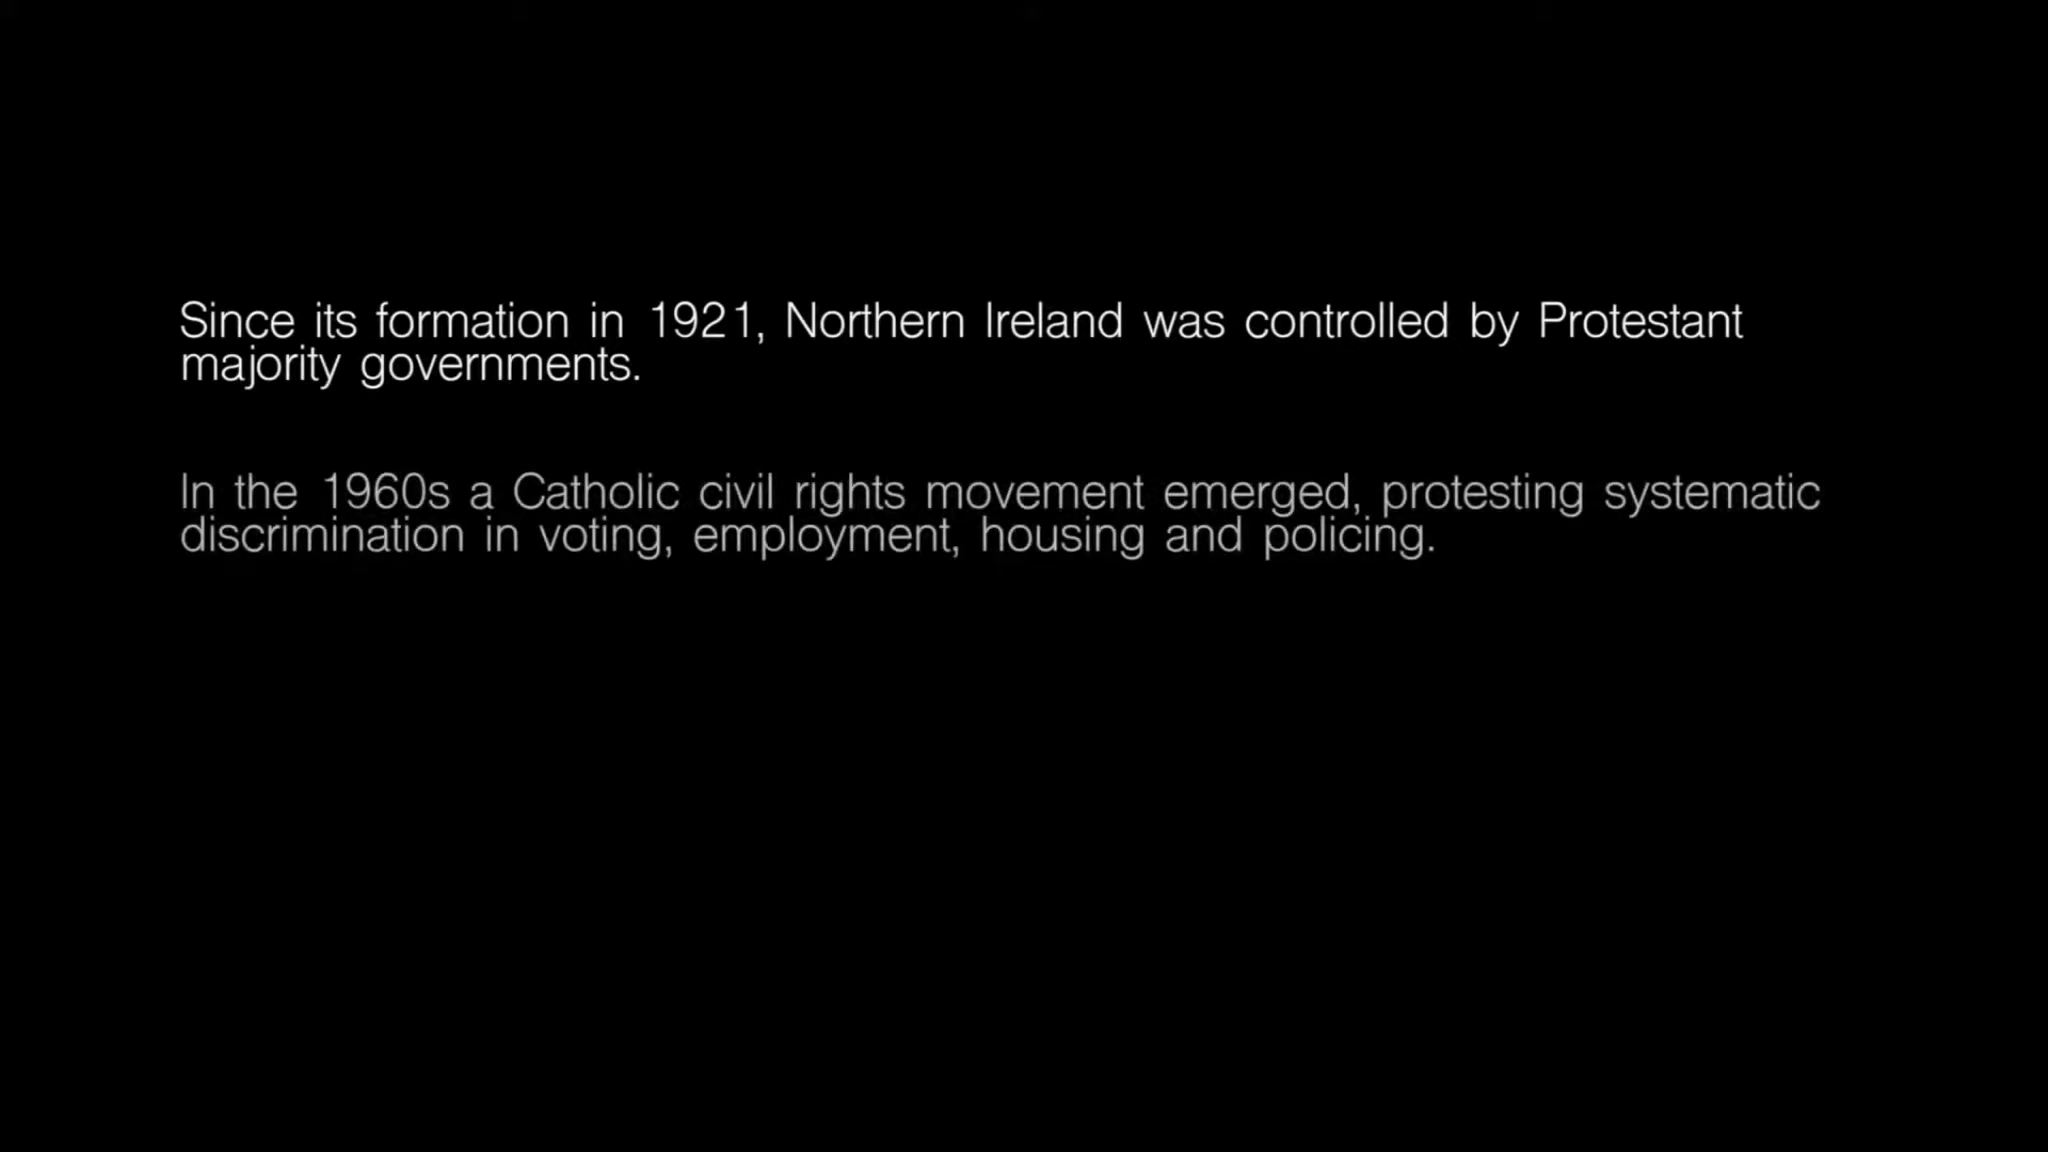 Since its formation in 1921, Northern Ireland was controlled by Protestant
majority governments.
In the 1960s a Catholic civil rights movement emerged, protesting systematic
discrimination in voting, employment, housing and policing.